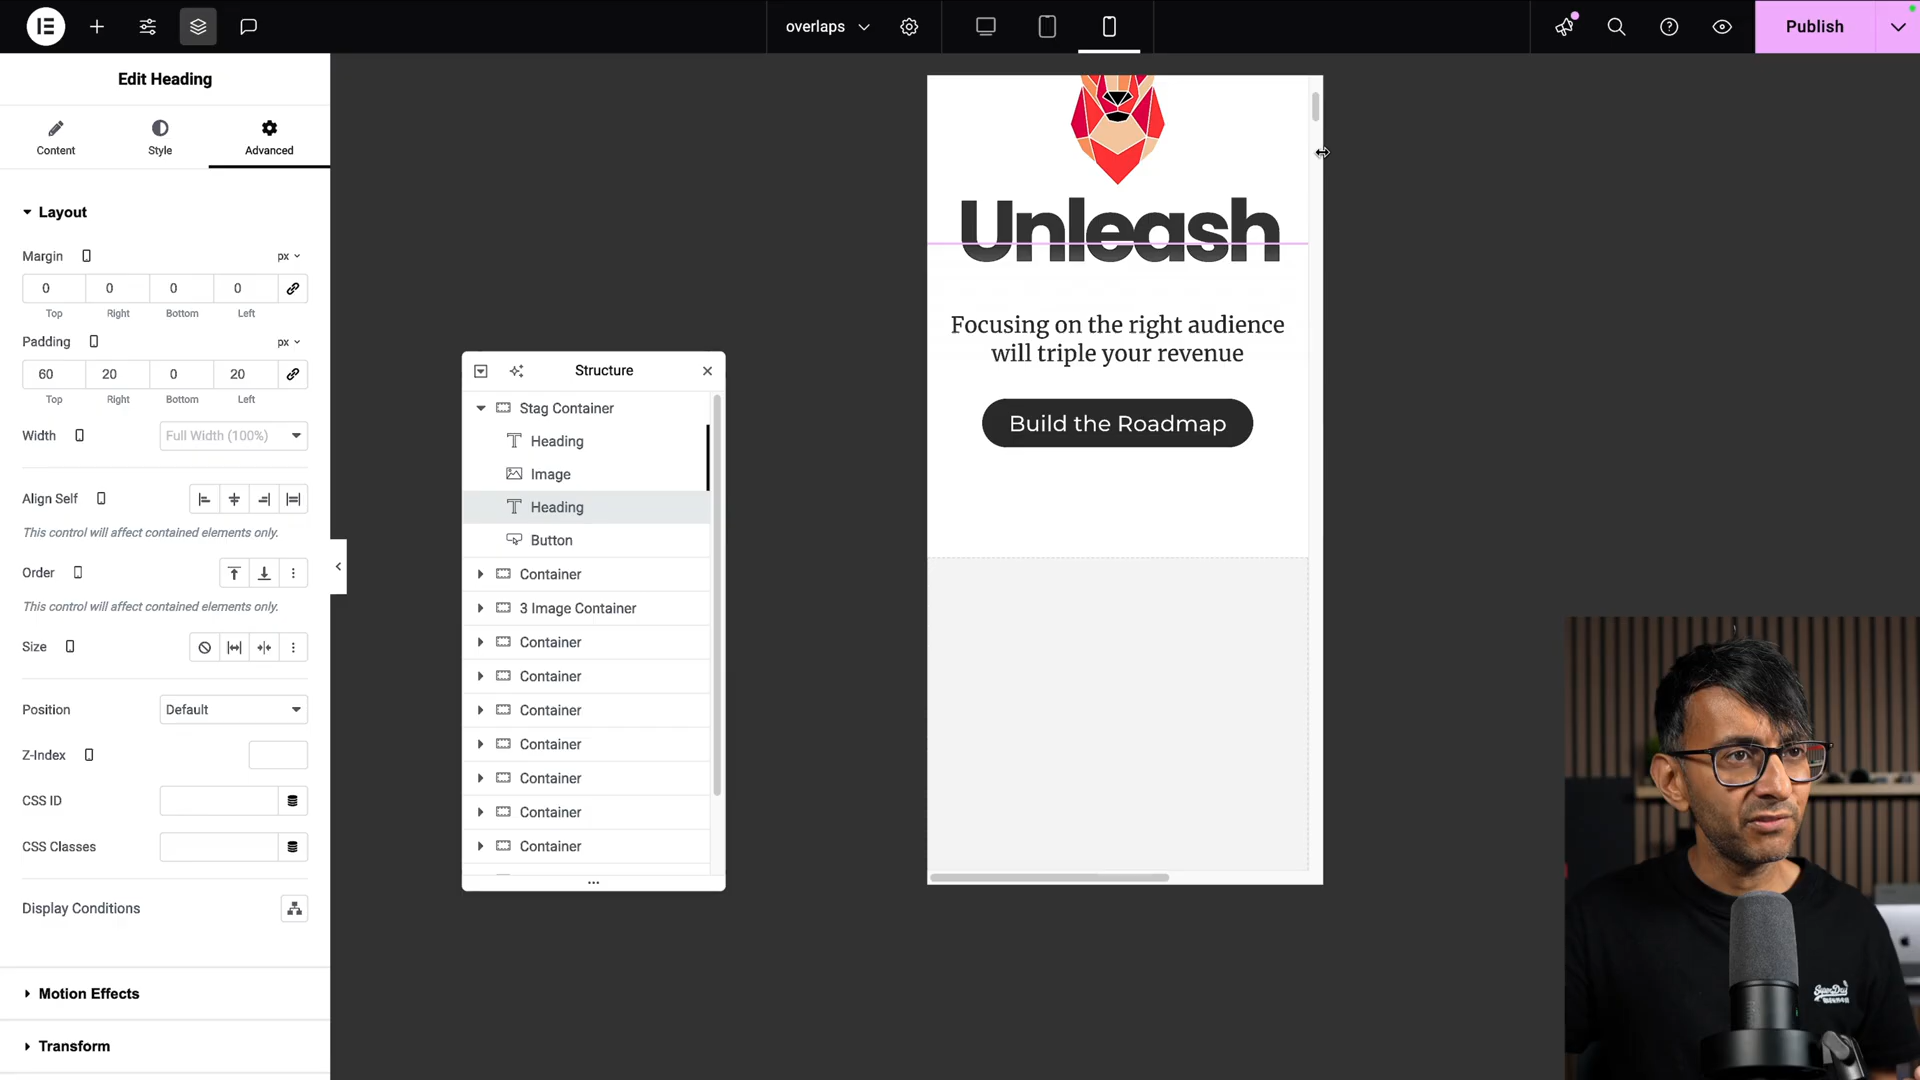 overlaps
Publish
Edit Heading
Content
Style
Advanced
Layout
Margin
px
0
0
0
0
Top
Right
Bottom
Left
Padding
px
60
20
0
20
Top
Right
Bottom
Left
Width
Full Width (100%)
Align Self
This control will affect contained elements only.
Order
This control will affect contained elements only.
Size
Position
Default
Z-Index
CSS ID
CSS Classes
Display Conditions
Motion Effects
Transform
Structure
Stag Container
Heading
Image
Heading
Button
Container
3 Image Container
Container
Container
Container
Container
Container
Container
Container
Unleash
Focusing on the right audience
will triple your revenue
Build the Roadmap